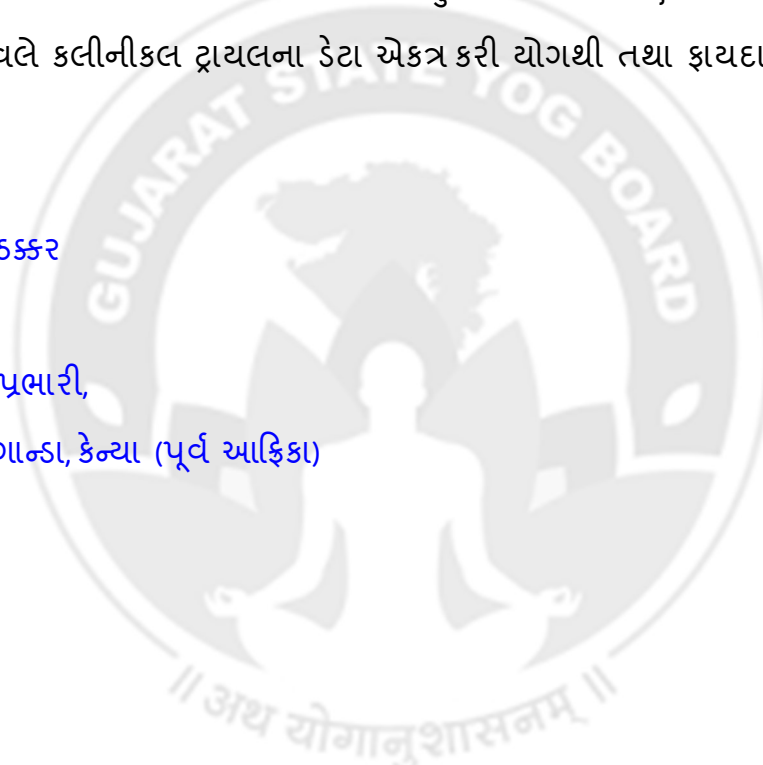 વલે કલીનીકલ ટ્રાયલના ડેટા એકત્ર કરી યોગથી તથા ફાયદા
ઠક્કર
પ્રભારી,
ગાન્ડા, કેન્યા (પૂર્વ આફ્રિકા)
GUJARAT STATE YOG BOARD
॥ अथ योगानुशासनम् ॥